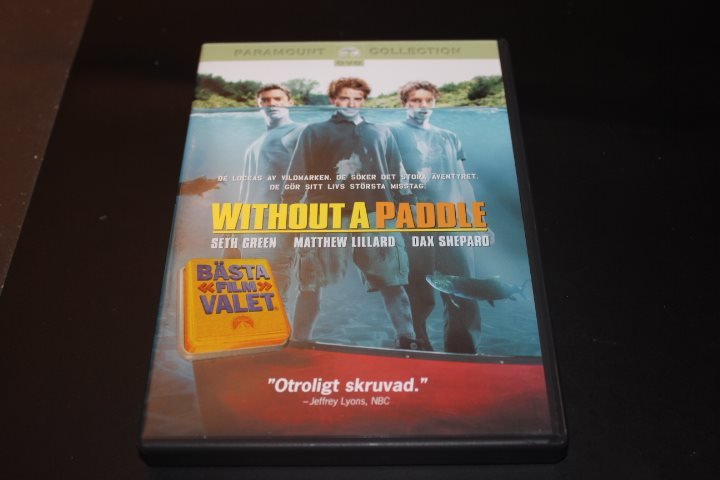 PARAMOUNT COLLECTION
DVD
DE LOCKAS AV VILDMARKEN. DE SÖKER DET STORA ÄVENTYRET.
DE GÖR SITT LIVS STÖRSTA MISSTAG.
WITHOUT A PADDLE
SETH GREEN MATTHEW LILLARD DAX SHEPARD
BÄSTA
«FILM»
VALET
"Otroligt skruvad."
–Jeffrey Lyons, NBC